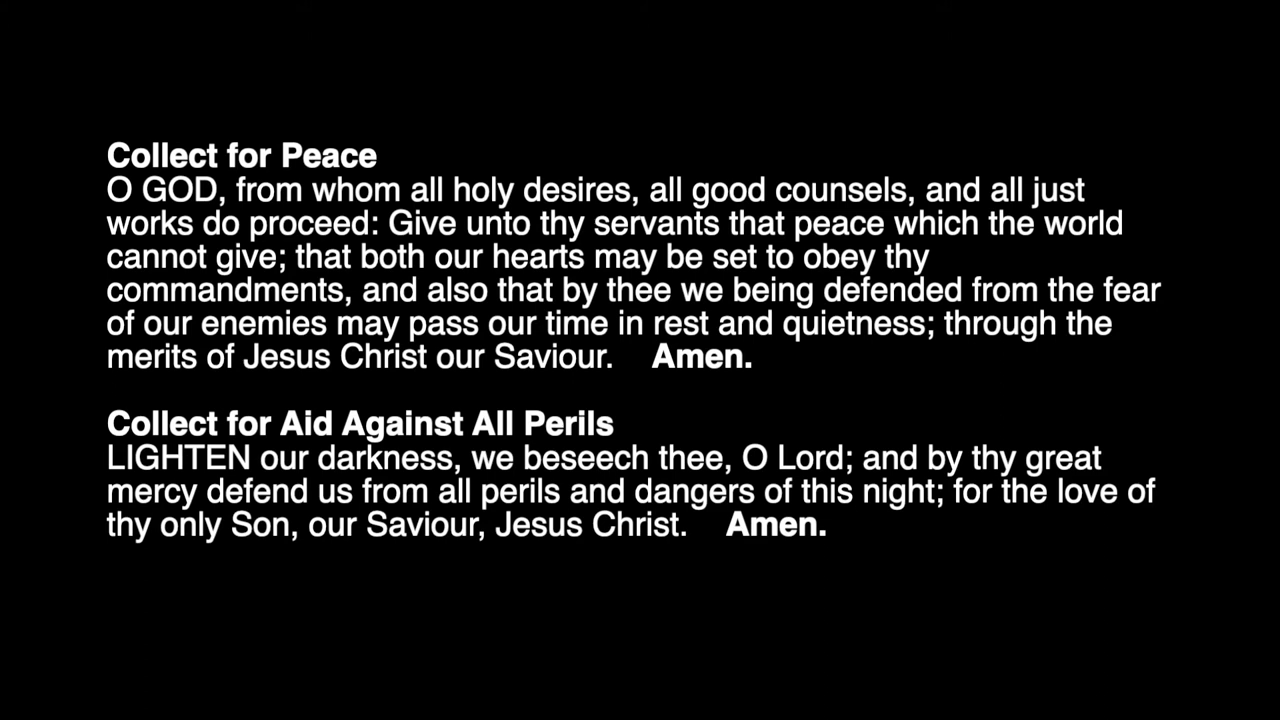 Collect for Peace
O GOD, from whom all holy desires, all good counsels, and all just
works do proceed: Give unto thy servants that peace which the world
cannot give; that both our hearts may be set to obey thy
commandments, and also that by thee we being defended from the fear
of our enemies may pass our time in rest and quietness; through the
merits of Jesus Christ our Saviour. Amen.
Collect for Aid Against All Perils
LIGHTEN our darkness, we beseech thee, O Lord; and by thy great
mercy defend us from all perils and dangers of this night; for the love of
thy only Son, our Saviour, Jesus Christ. Amen.